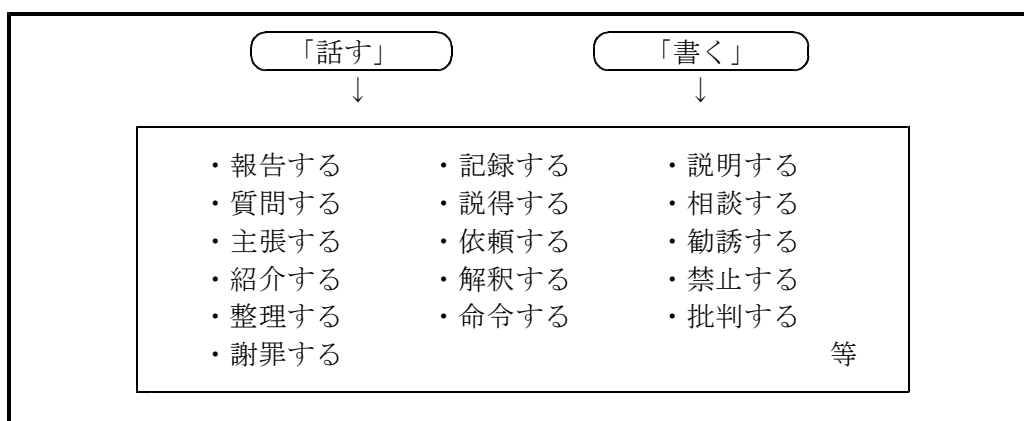 「話す」 「書く」
↓ ↓
・報告する ・記録する ・説明する
・質問する ・説得する ・相談する
・主張する ・依頼する ・勧誘する
・紹介する ・解釈する ・禁止する
・整理する ・命令する ・批判する
・謝罪する 等